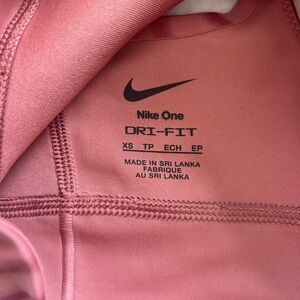 Nike One
DRI-FIT
XS TP ECH EP
MADE IN SRI LANKA
FABRIQUE
AU SRI LANKA